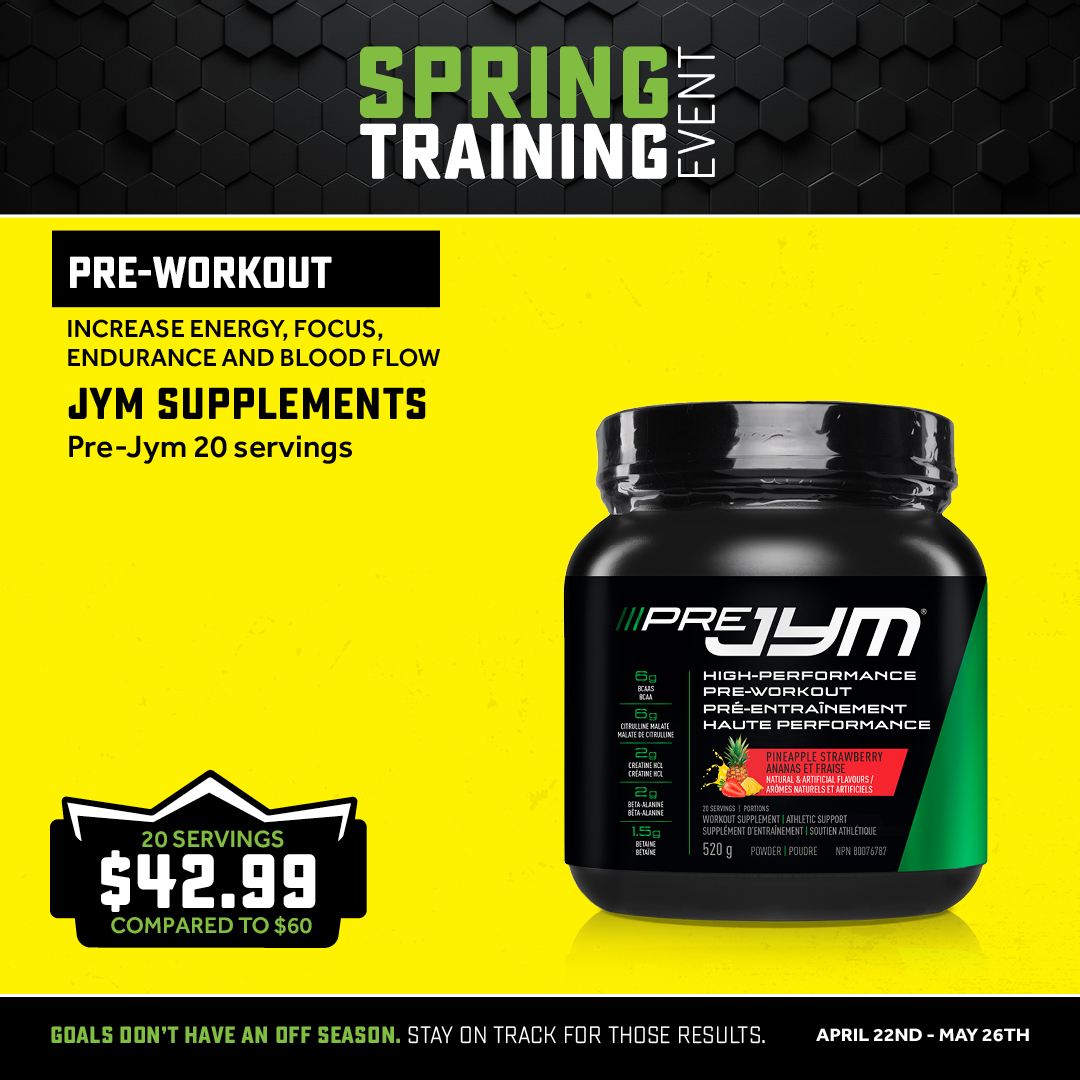 SPRING
TRAINING
EVENT
PRE-WORKOUT
INCREASE ENERGY, FOCUS,
ENDURANCE AND BLOOD FLOW
JYM SUPPLEMENTS
Pre-Jym 20 servings
///PRE JYM®
6g
BCAAS
BCAA
6g
CITRULLINE MALATE
MALATE DE CITRULLINE
2g
CREATINE HCL
CRÉATINE HCL
2g
BETA-ALANINE
BÊTA-ALANINE
1.5g
BETAINE
BÉTAÏNE
HIGH-PERFORMANCE
PRE-WORKOUT
PRÉ-ENTRAÎNEMENT
HAUTE PERFORMANCE
PINEAPPLE STRAWBERRY
ANANAS ET FRAISE
NATURAL & ARTIFICIAL FLAVOURS /
ARÔMES NATURELS ET ARTIFICIELS
20 SERVINGS | PORTIONS
WORKOUT SUPPLEMENT | ATHLETIC SUPPORT
SUPPLÉMENT D'ENTRAÎNEMENT | SOUTIEN ATHLÉTIQUE
520 g POWDER | POUDRE NPN 80076787
20 SERVINGS
$42.99
COMPARED TO $60
GOALS DON'T HAVE AN OFF SEASON. STAY ON TRACK FOR THOSE RESULTS.
APRIL 22ND - MAY 26TH